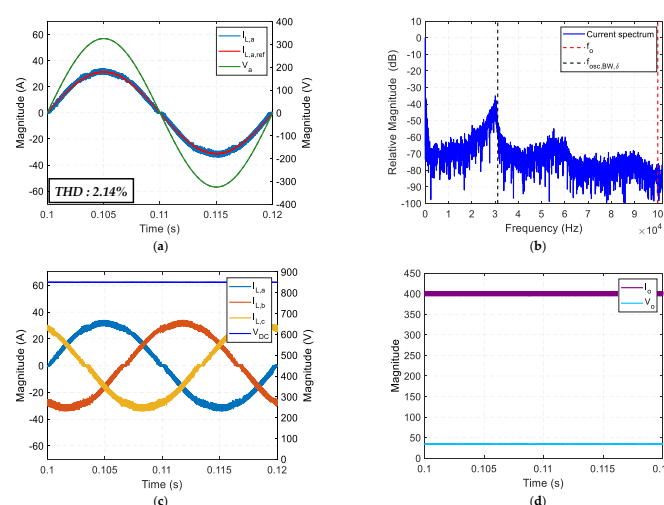 60
40
20
0
-20
-40
-60
400
300
200
100
0
-100
-200
-300
-400
I_L,a
I_L,a,ref
V_a
THD : 2.14%
Magnitude (A)
Magnitude (V)
0.1 0.105 0.11 0.115 0.12
Time (s)
(a)
10
0
-10
-20
-30
-40
-50
-60
-70
-80
-90
-100
Current spectrum
f_o
f_osc,BW,δ
Relative Magnitude (dB)
0 1 2 3 4 5 6 7 8 9 10
Frequency (Hz)
×10^4
(b)
60
40
20
0
-20
-40
-60
900
800
700
600
500
400
300
200
100
0
I_L,a
I_L,b
I_L,c
V_DC
Magnitude (A)
Magnitude (V)
0.1 0.105 0.11 0.115 0.12
Time (s)
(c)
450
400
350
300
250
200
150
100
50
0
I_o
V_o
Magnitude
0.1 0.105 0.11 0.115 0.1
Time (s)
(d)